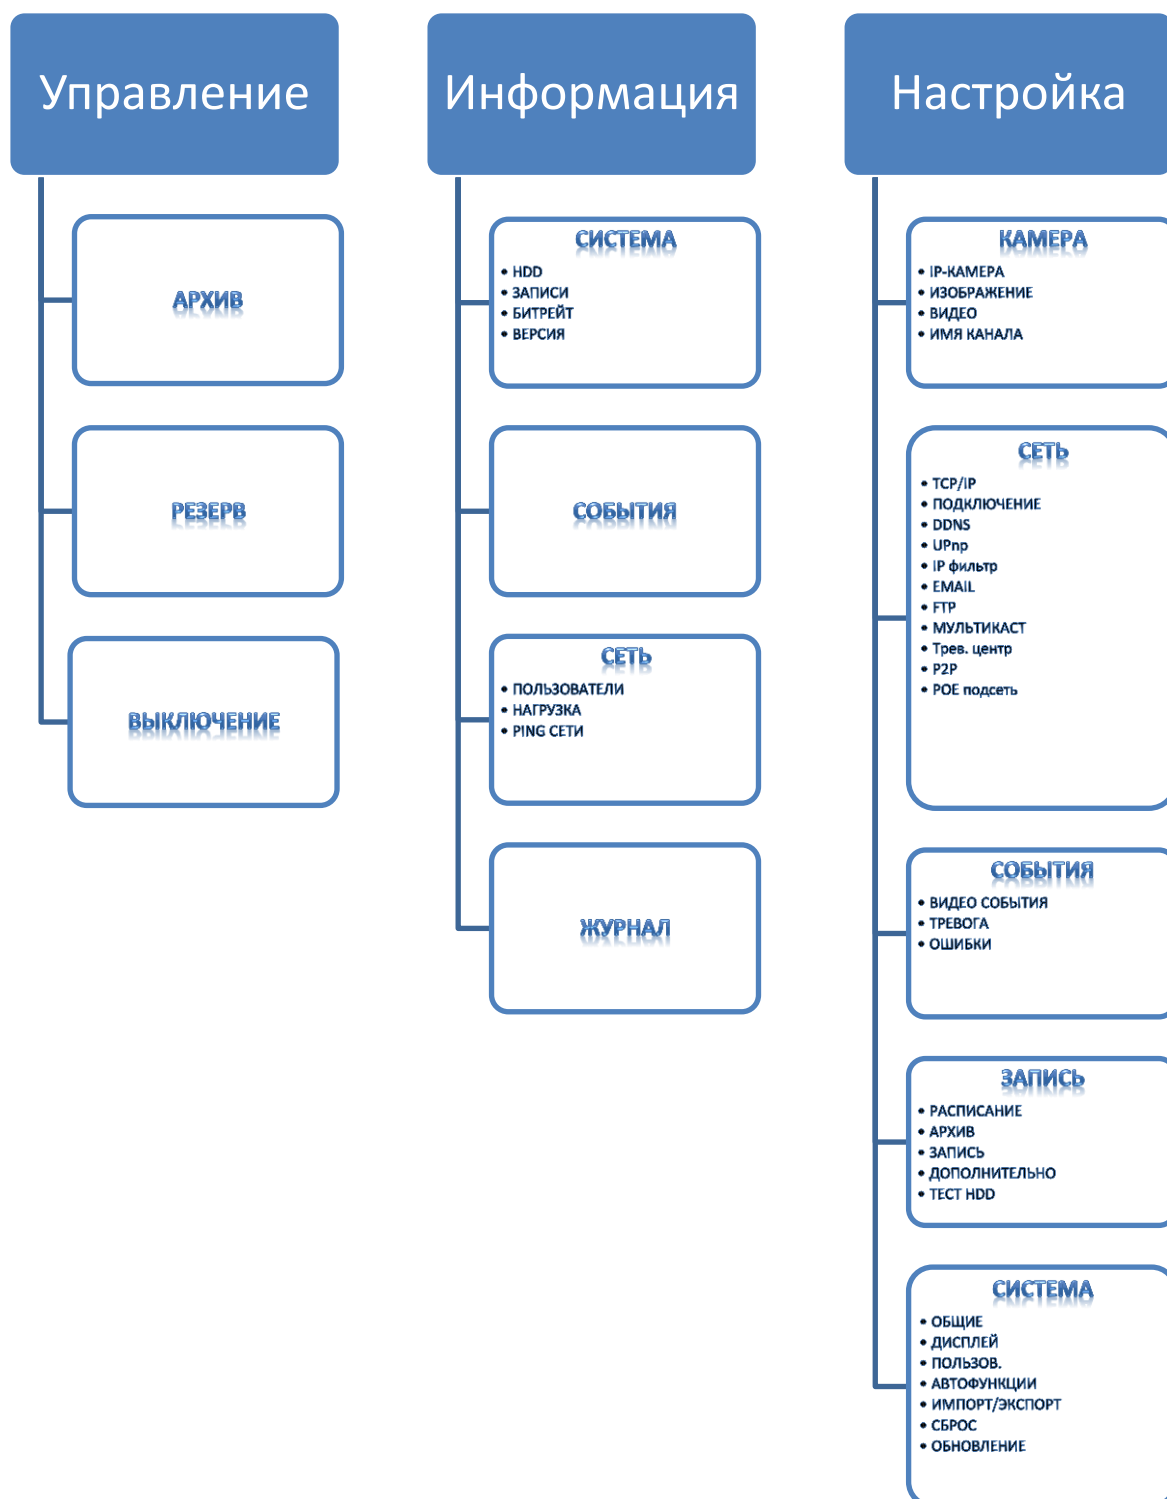 Управление
АРХИВ
РЕЗЕРВ
ВЫКЛЮЧЕНИЕ
Информация
СИСТЕМА
• HDD
• ЗАПИСИ
• БИТРЕЙТ
• ВЕРСИЯ
СОБЫТИЯ
СЕТЬ
• ПОЛЬЗОВАТЕЛИ
• НАГРУЗКА
• PING СЕТИ
ЖУРНАЛ
Настройка
КАМЕРА
• IP-КАМЕРА
• ИЗОБРАЖЕНИЕ
• ВИДЕО
• ИМЯ КАНАЛА
СЕТЬ
• TCP/IP
• ПОДКЛЮЧЕНИЕ
• DDNS
• UPnp
• IP фильтр
• EMAIL
• FTP
• МУЛЬТИКАСТ
• Трев. центр
• P2P
• POE подсеть
СОБЫТИЯ
• ВИДЕО СОБЫТИЯ
• ТРЕВОГА
• ОШИБКИ
ЗАПИСЬ
• РАСПИСАНИЕ
• АРХИВ
• ЗАПИСЬ
• ДОПОЛНИТЕЛЬНО
• ТЕСТ HDD
СИСТЕМА
• ОБЩИЕ
• ДИСПЛЕЙ
• ПОЛЬЗОВ.
• АВТОФУНКЦИИ
• ИМПОРТ/ЭКСПОРТ
• СБРОС
• ОБНОВЛЕНИЕ